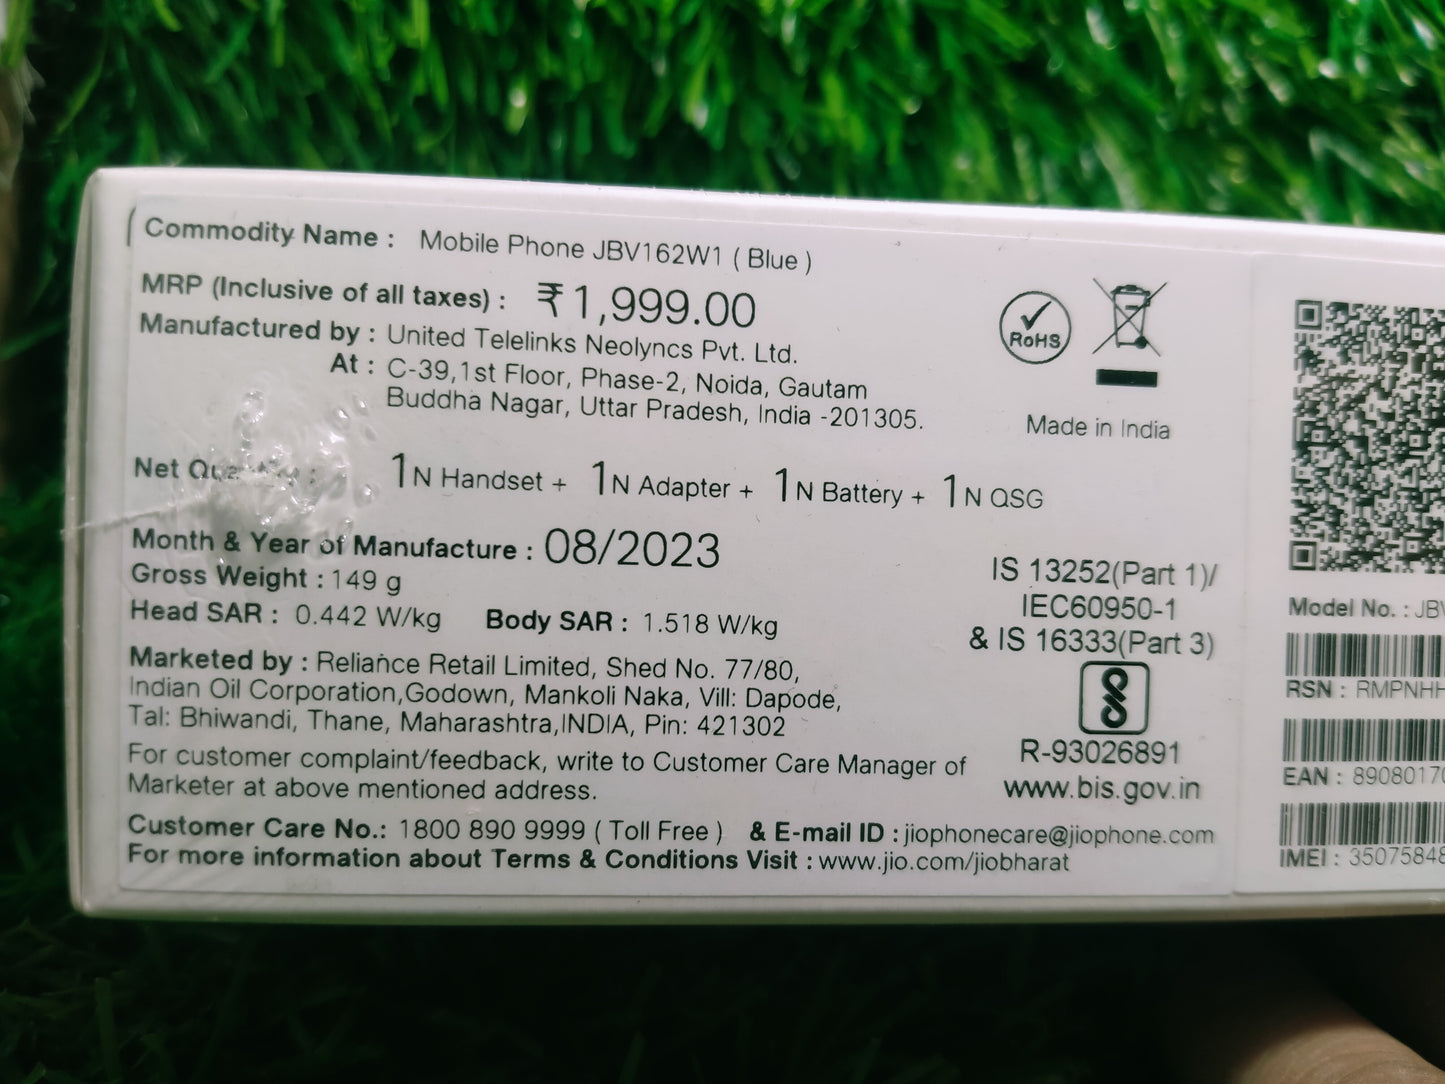 Commodity Name : Mobile Phone JBV162W1 ( Blue )
MRP (Inclusive of all taxes) : ₹ 1,999.00
Manufactured by : United Telelinks Neolyncs Pvt. Ltd.
At : C-39,1st Floor, Phase-2, Noida, Gautam
Buddha Nagar, Uttar Pradesh, India -201305.
RoHS
Made in India
Net : 1N Handset + 1N Adapter + 1N Battery + 1N QSG
Month & Year of Manufacture : 08/2023
Gross Weight : 149 g
Head SAR : 0.442 W/kg Body SAR : 1.518 W/kg
IS 13252(Part 1)/
IEC60950-1
& IS 16333(Part 3)
R-93026891
www.bis.gov.in
Marketed by : Reliance Retail Limited, Shed No. 77/80,
Indian Oil Corporation,Godown, Mankoli Naka, Vill: Dapode,
Tal: Bhiwandi, Thane, Maharashtra,INDIA, Pin: 421302
For customer complaint/feedback, write to Customer Care Manager of
Marketer at above mentioned address.
Customer Care No.: 1800 890 9999 ( Toll Free ) & E-mail ID : jiophonecare@jiophone.com
For more information about Terms & Conditions Visit : www.jio.com/jiobharat
Model No. : JBV
RSN : RMPNHH
EAN : 8908017
IMEI : 35075848